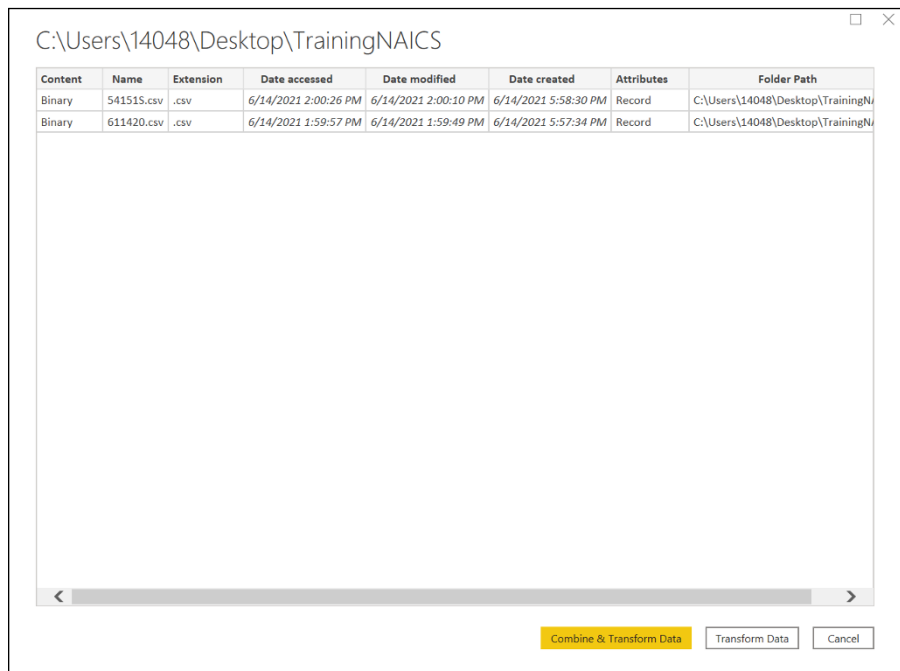 C:\Users\14048\Desktop\TrainingNAICS
Content Name Extension Date accessed Date modified Date created Attributes Folder Path
Binary 54151S.csv .csv 6/14/2021 2:00:26 PM 6/14/2021 2:00:10 PM 6/14/2021 5:58:30 PM Record C:\Users\14048\Desktop\TrainingNA
Binary 611420.csv .csv 6/14/2021 1:59:57 PM 6/14/2021 1:59:49 PM 6/14/2021 5:57:34 PM Record C:\Users\14048\Desktop\TrainingNA
Combine & Transform Data Transform Data Cancel